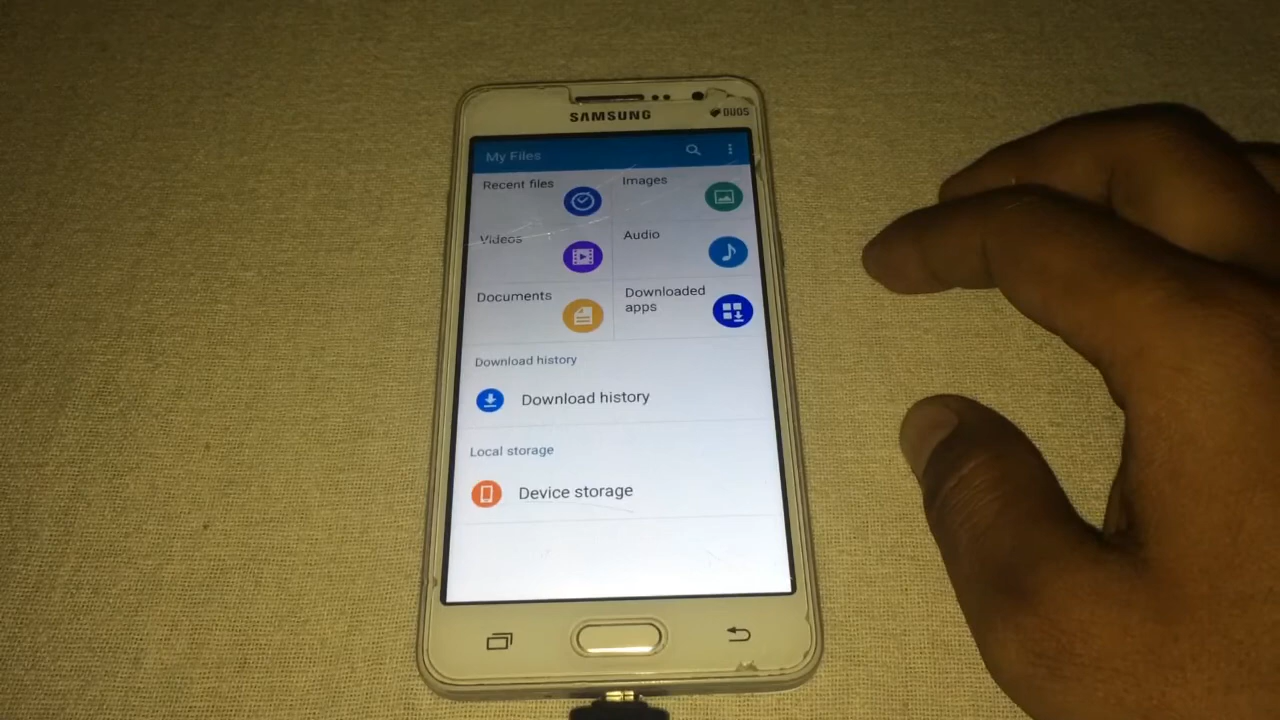 SAMSUNG
DUOS
My Files
Recent files
Images
Videos
Audio
Documents
Downloaded
apps
Download history
Download history
Local storage
Device storage